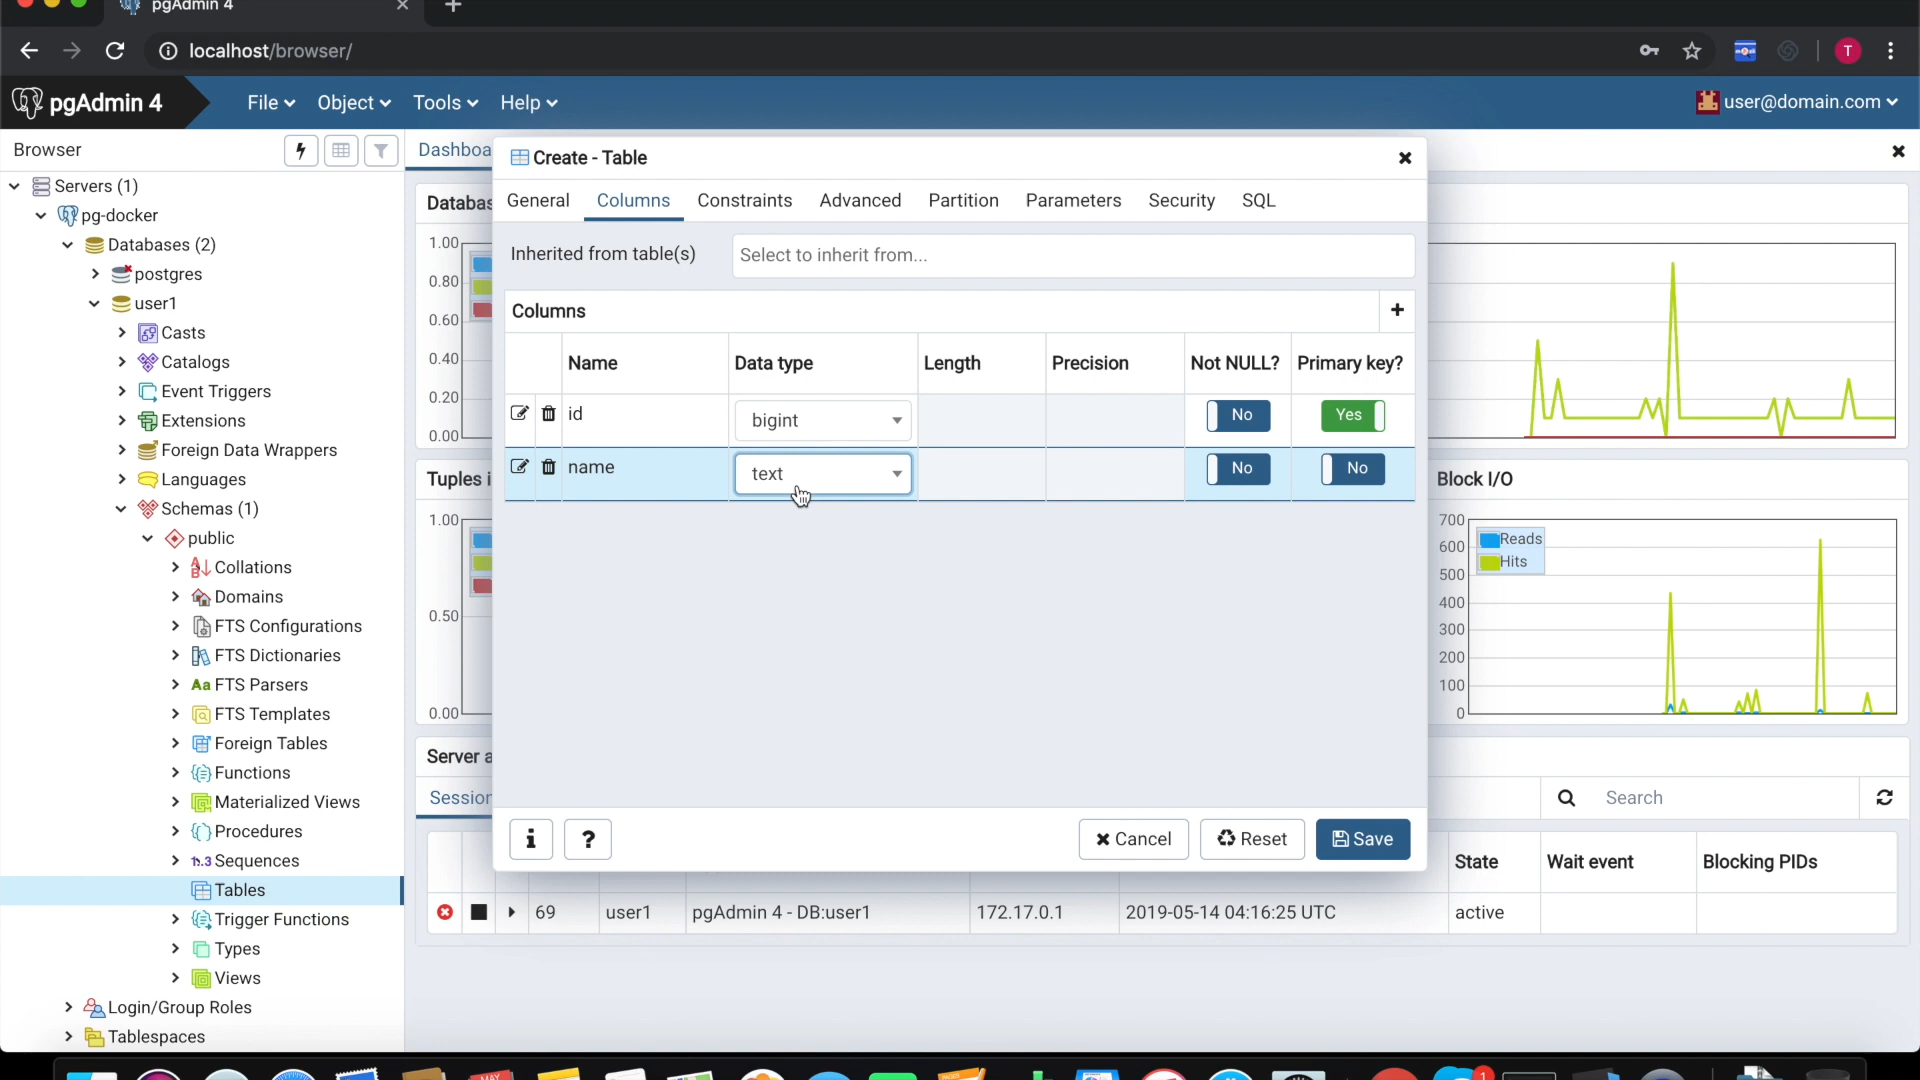 pgAdmin 4
localhost/browser/
T
pgAdmin 4
File
Object
Tools
Help
user@domain.com
Browser
Servers (1)
pg-docker
Databases (2)
postgres
user1
Casts
Catalogs
Event Triggers
Extensions
Foreign Data Wrappers
Languages
Schemas (1)
public
Collations
Domains
FTS Configurations
FTS Dictionaries
Aa FTS Parsers
FTS Templates
Foreign Tables
Functions
Materialized Views
Procedures
1..3 Sequences
Tables
Trigger Functions
Types
Views
Login/Group Roles
Tablespaces
Dashboa
Databas
1.00
0.80
0.60
0.40
0.20
0.00
Tuples i
1.00
0.50
0.00
Server a
Session
Create - Table
General Columns Constraints Advanced Partition Parameters Security SQL
Inherited from table(s) Select to inherit from...
Columns
Name Data type Length Precision Not NULL? Primary key?
id bigint No Yes
name text No No
i ? Cancel Reset Save
Block I/O
700
600
500
400
300
200
100
0
Reads
Hits
Search
State Wait event Blocking PIDs
69 user1 pgAdmin 4 - DB:user1 172.17.0.1 2019-05-14 04:16:25 UTC active
MAY
PAGES
1